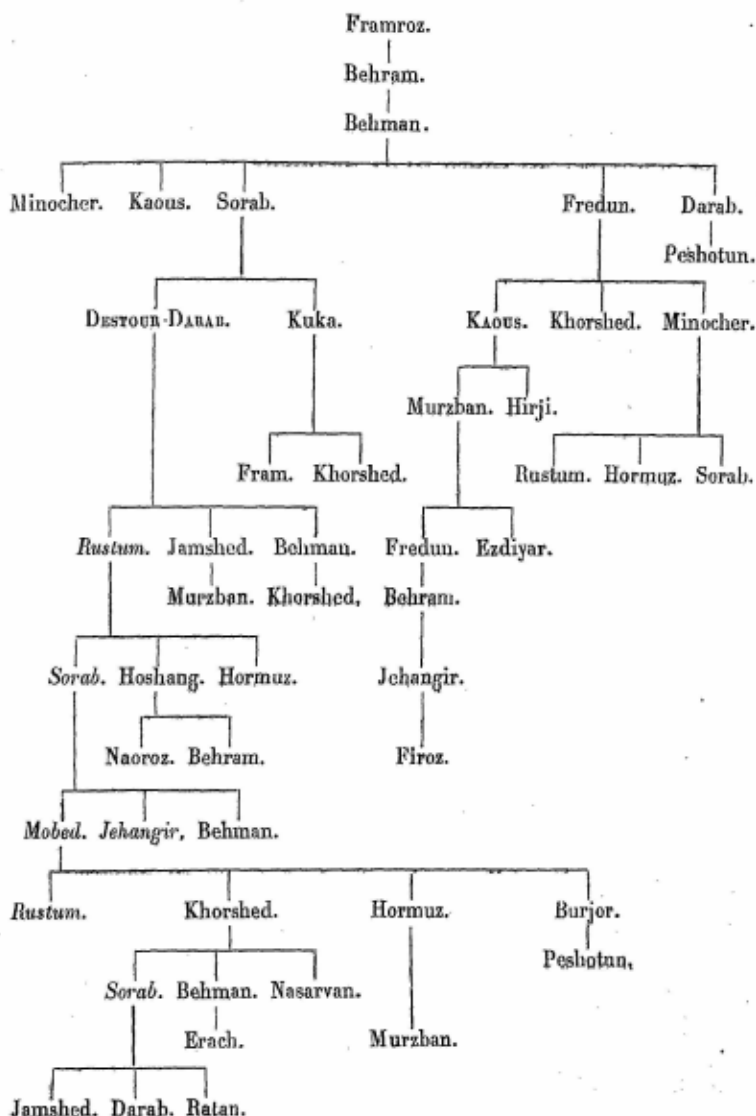 Framroz.
Behram.
Behman.
Minocher. Kaous. Sorab. Fredun. Darab.
Peshotun.
DESTOUR-DARAB. Kuka. KAOUS. Khorshed. Minocher.
Murzban. Hirji.
Fram. Khorshed. Rustum. Hormuz. Sorab.
Rustum. Jamshed. Behman. Fredun. Ezdiyar.
Murzban. Khorshed, Behram.
Sorab. Hoshang. Hormuz. Jehangir.
Naoroz. Behram. Firoz.
Mobed. Jehangir, Behman.
Rustum. Khorshed. Hormuz. Burjor.
Peshotun.
Sorab. Behman. Nasarvan.
Erach. Murzban.
Jamshed. Darab. Ratan.